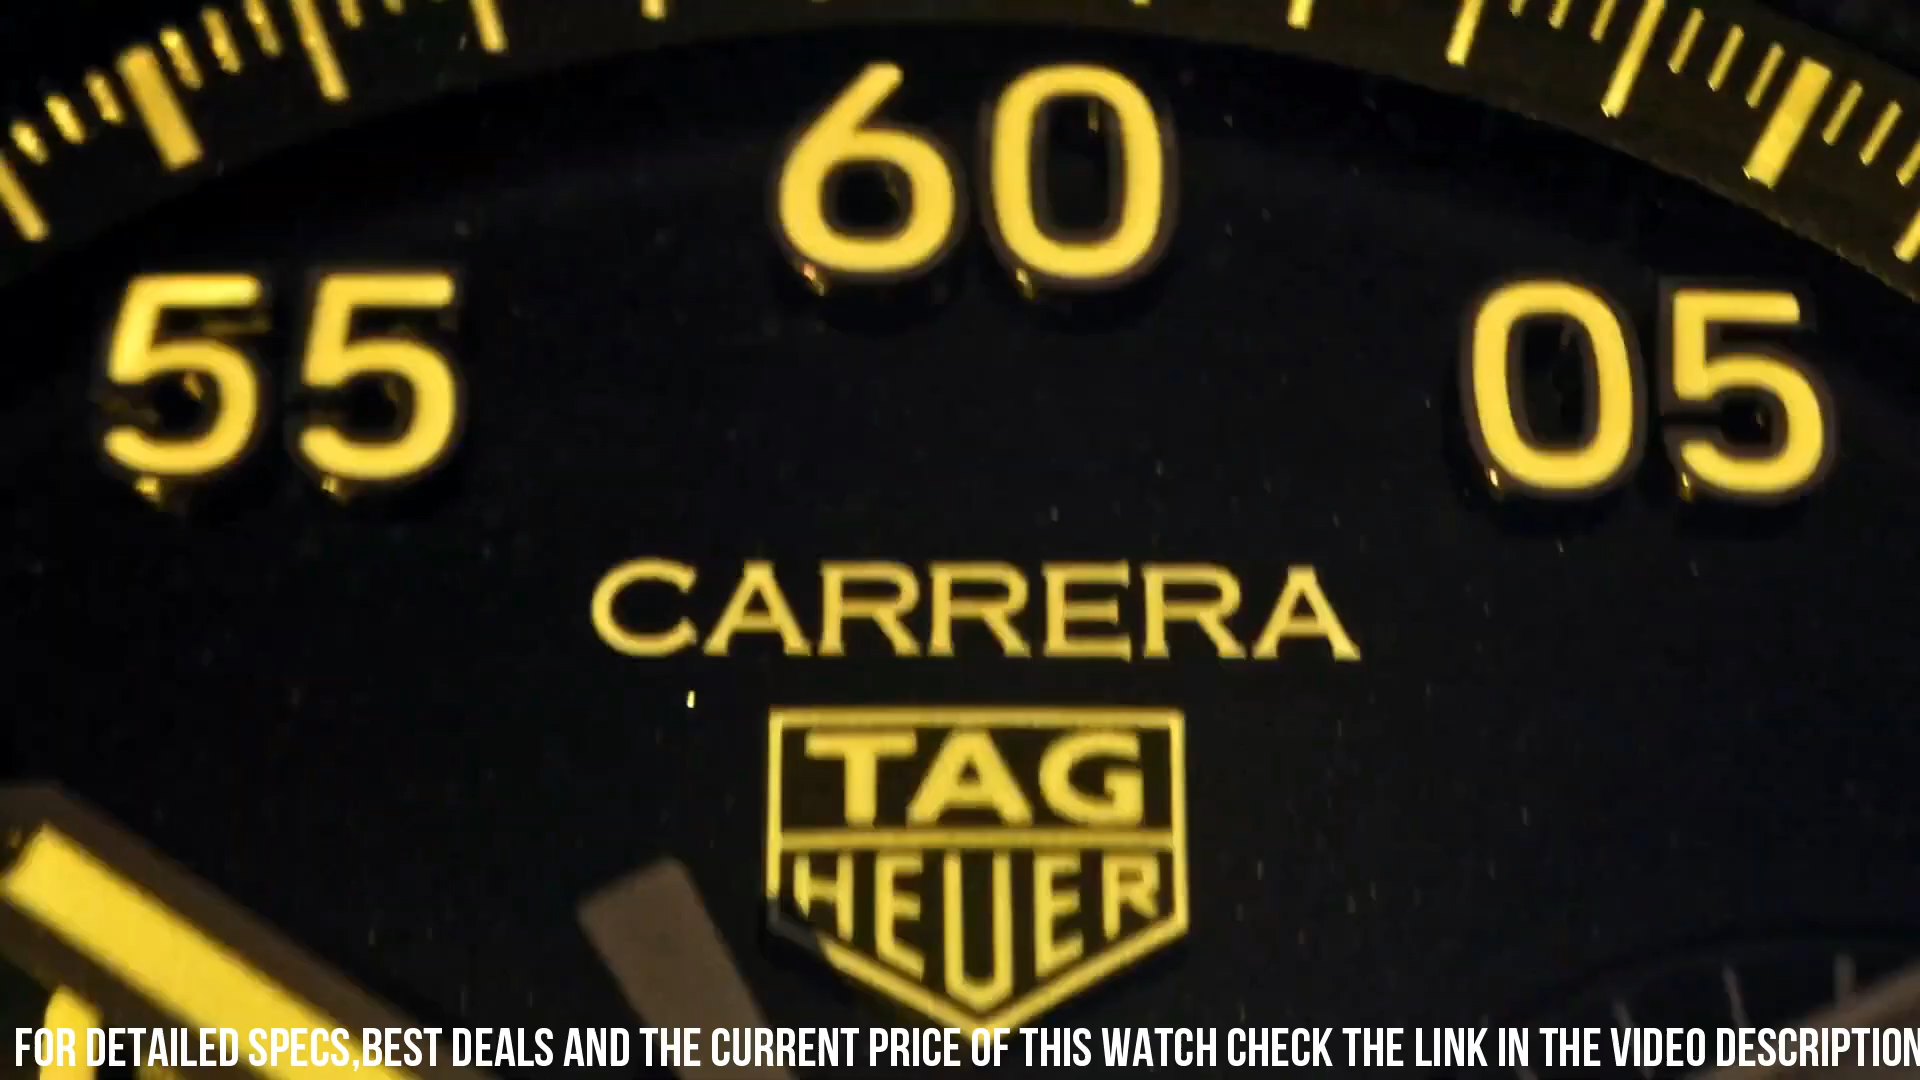 60
55 05
CARRERA
TAG
HEUER
FOR DETAILED SPECS,BEST DEALS AND THE CURRENT PRICE OF THIS WATCH CHECK THE LINK IN THE VIDEO DESCRIPTION